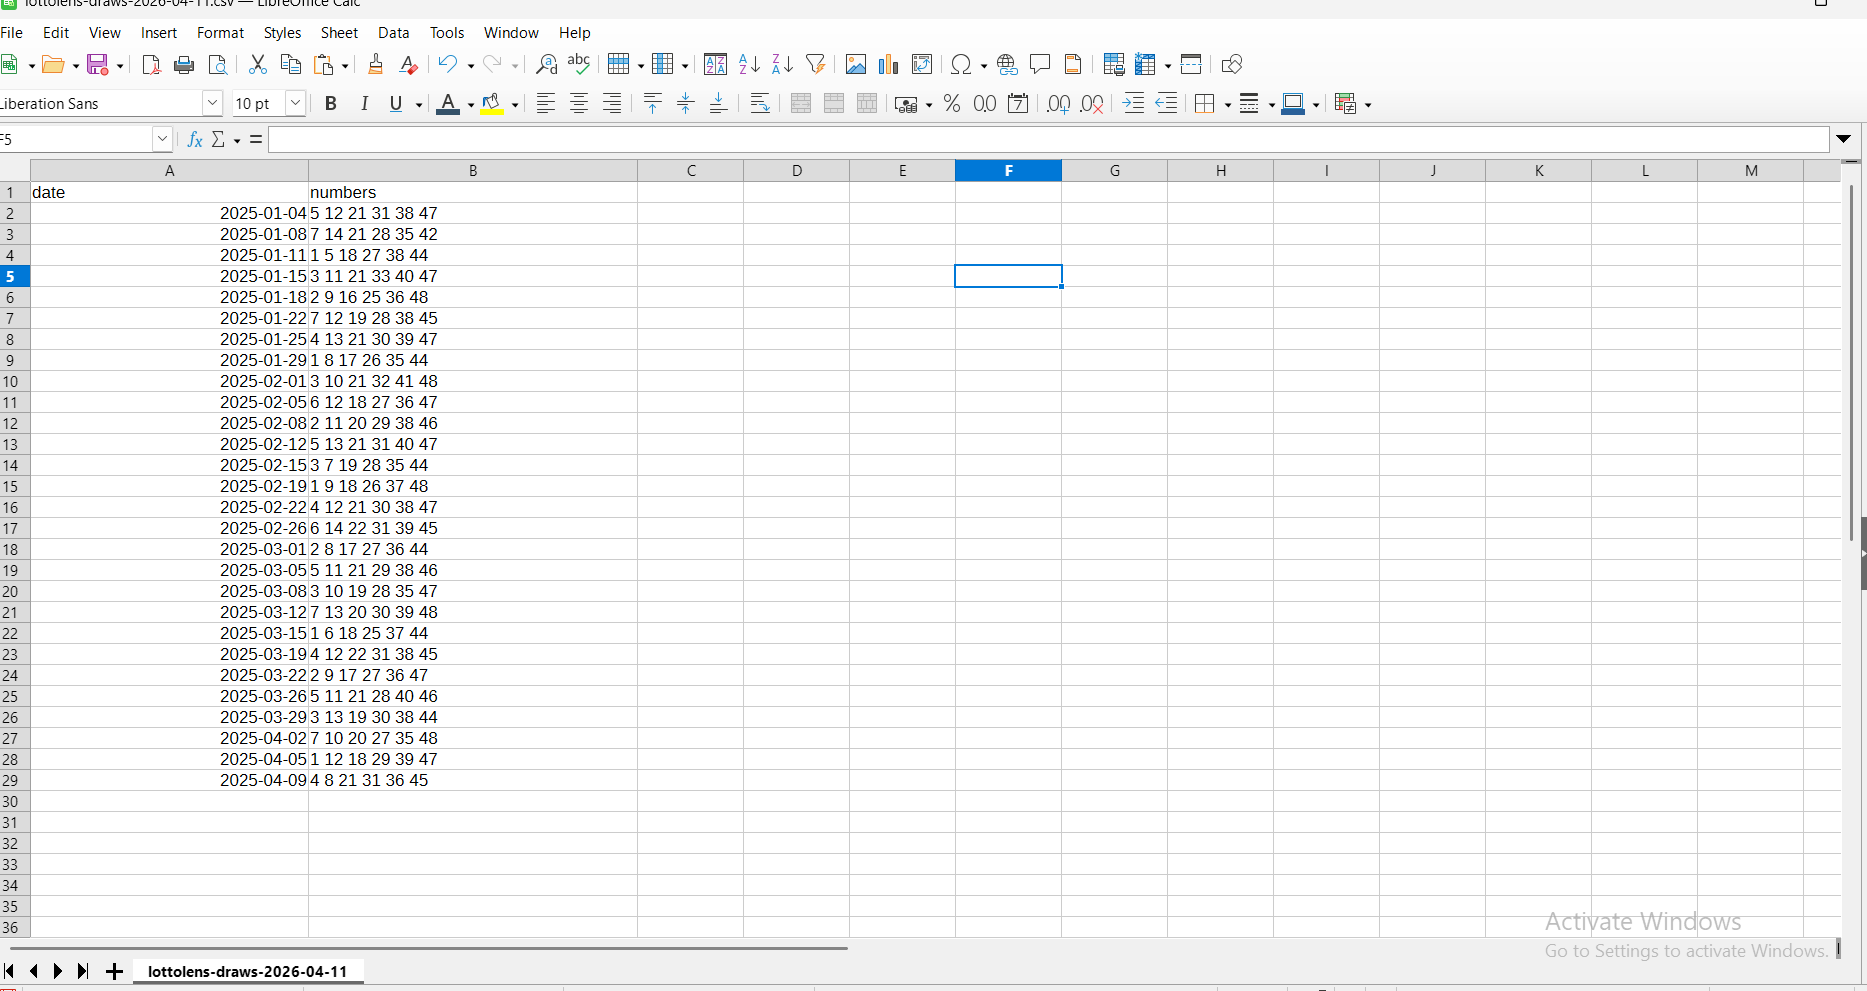 lottolens-draws-2026-04-11.csv — LibreOffice Calc
File Edit View Insert Format Styles Sheet Data Tools Window Help
Liberation Sans 10 pt
F5
A B C D E F G H I J K L M
1 date numbers
2 2025-01-04 5 12 21 31 38 47
3 2025-01-08 7 14 21 28 35 42
4 2025-01-11 1 5 18 27 38 44
5 2025-01-15 3 11 21 33 40 47
6 2025-01-18 2 9 16 25 36 48
7 2025-01-22 7 12 19 28 38 45
8 2025-01-25 4 13 21 30 39 47
9 2025-01-29 1 8 17 26 35 44
10 2025-02-01 3 10 21 32 41 48
11 2025-02-05 6 12 18 27 36 47
12 2025-02-08 2 11 20 29 38 46
13 2025-02-12 5 13 21 31 40 47
14 2025-02-15 3 7 19 28 35 44
15 2025-02-19 1 9 18 26 37 48
16 2025-02-22 4 12 21 30 38 47
17 2025-02-26 6 14 22 31 39 45
18 2025-03-01 2 8 17 27 36 44
19 2025-03-05 5 11 21 29 38 46
20 2025-03-08 3 10 19 28 35 47
21 2025-03-12 7 13 20 30 39 48
22 2025-03-15 1 6 18 25 37 44
23 2025-03-19 4 12 22 31 38 45
24 2025-03-22 2 9 17 27 36 47
25 2025-03-26 5 11 21 28 40 46
26 2025-03-29 3 13 19 30 38 44
27 2025-04-02 7 10 20 27 35 48
28 2025-04-05 1 12 18 29 39 47
29 2025-04-09 4 8 21 31 36 45
30
31
32
33
34
35
36
Activate Windows
Go to Settings to activate Windows.
lottolens-draws-2026-04-11